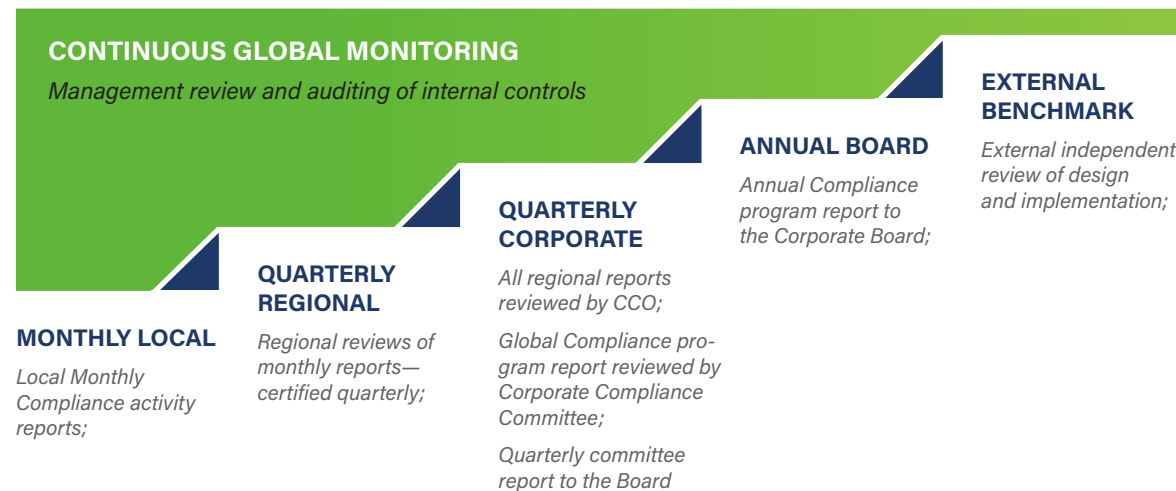 CONTINUOUS GLOBAL MONITORING
Management review and auditing of internal controls
MONTHLY LOCAL
Local Monthly
Compliance activity
reports;
QUARTERLY
REGIONAL
Regional reviews of
monthly reports—
certified quarterly;
QUARTERLY
CORPORATE
All regional reports
reviewed by CCO;
Global Compliance pro-
gram report reviewed by
Corporate Compliance
Committee;
Quarterly committee
report to the Board
ANNUAL BOARD
Annual Compliance
program report to
the Corporate Board;
EXTERNAL
BENCHMARK
External independent
review of design
and implementation;